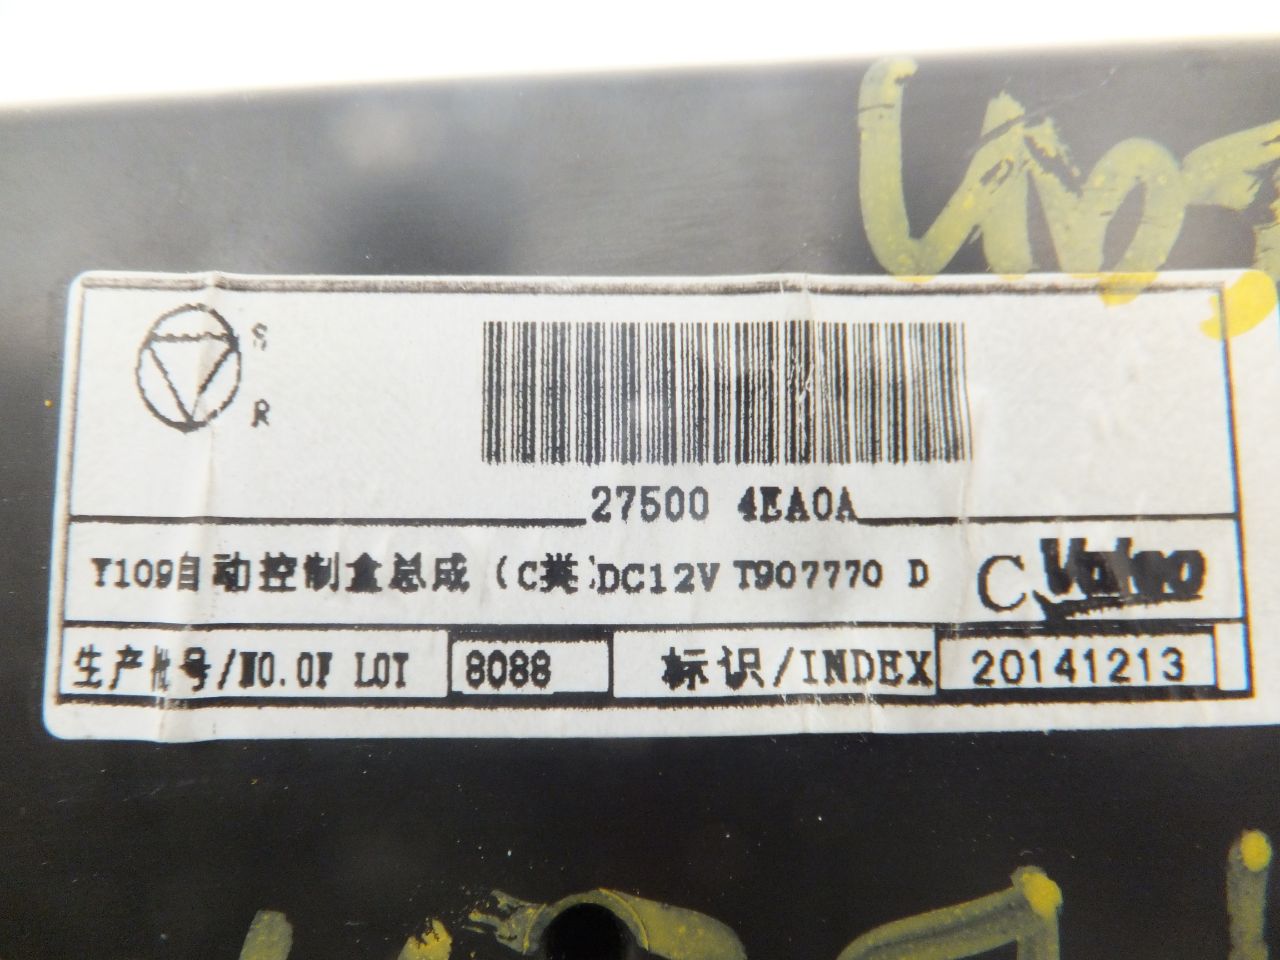 S
R
27500 4EA0A
Y109自动控制盒总成（C类）DC12V T907770 D
C Valeo
生产批号/NO.OF LOT 8088 标识/INDEX 20141213